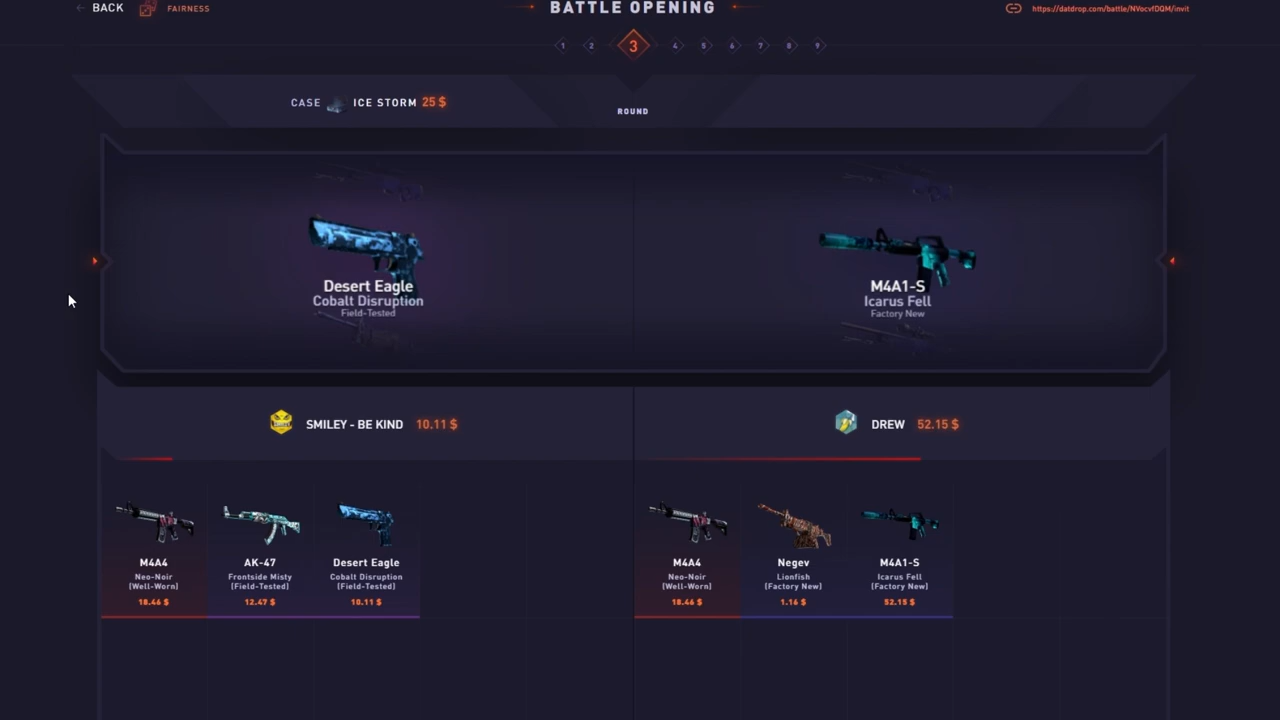 BATTLE OPENING
← BACK
FAIRNESS
https://datdrop.com/battle/NVocvfDQM/invit
1 2 3 4 5 6 7 8 9
CASE ICE STORM 25 $
ROUND
Desert Eagle
Cobalt Disruption
Field-Tested
M4A1-S
Icarus Fell
Factory New
SMILEY - BE KIND 10.11 $
DREW 52.15 $
M4A4
Neo-Noir
[Well-Worn]
18.46 $
AK-47
Frontside Misty
[Field-Tested]
12.47 $
Desert Eagle
Cobalt Disruption
[Field-Tested]
10.11 $
M4A4
Neo-Noir
[Well-Worn]
18.46 $
Negev
Lionfish
[Factory New]
1.16 $
M4A1-S
Icarus Fell
[Factory New]
52.15 $